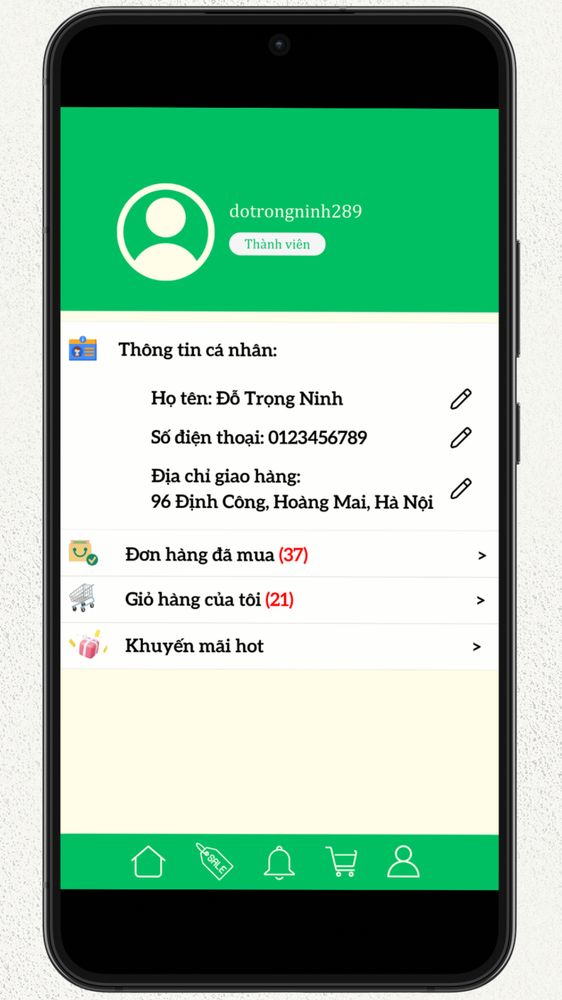 dotrongninh289
Thành viên
Thông tin cá nhân:
Họ tên: Đỗ Trọng Ninh
Số điện thoại: 0123456789
Địa chỉ giao hàng:
96 Định Công, Hoàng Mai, Hà Nội
Đơn hàng đã mua (37) >
Giỏ hàng của tôi (21) >
Khuyến mãi hot >
SALE